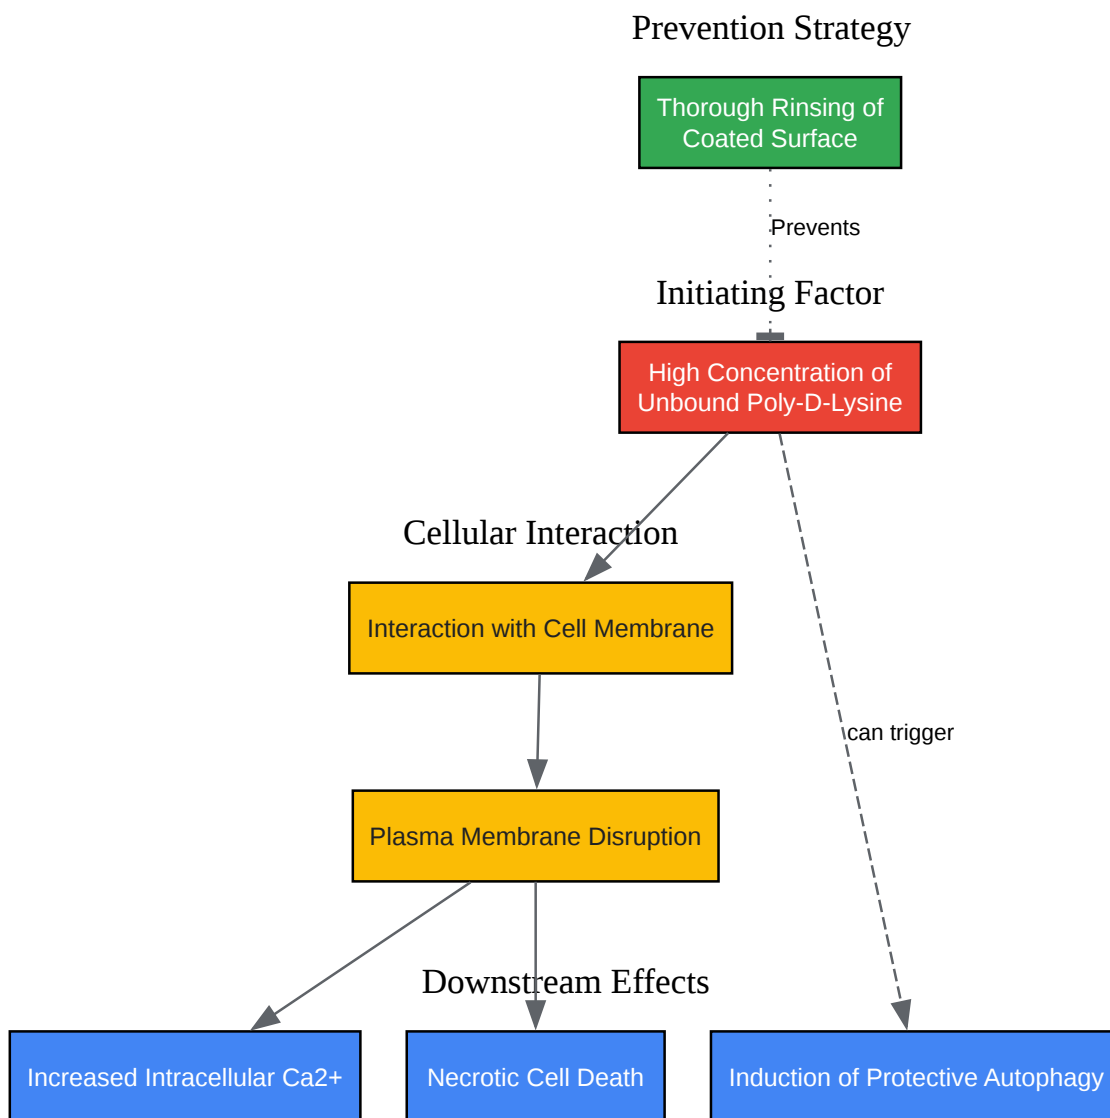 Prevention Strategy
Thorough Rinsing of
Coated Surface
Prevents
Initiating Factor
High Concentration of
Unbound Poly-D-Lysine
Cellular Interaction
Interaction with Cell Membrane
can trigger
Plasma Membrane Disruption
Downstream Effects
Increased Intracellular Ca2+
Necrotic Cell Death
Induction of Protective Autophagy